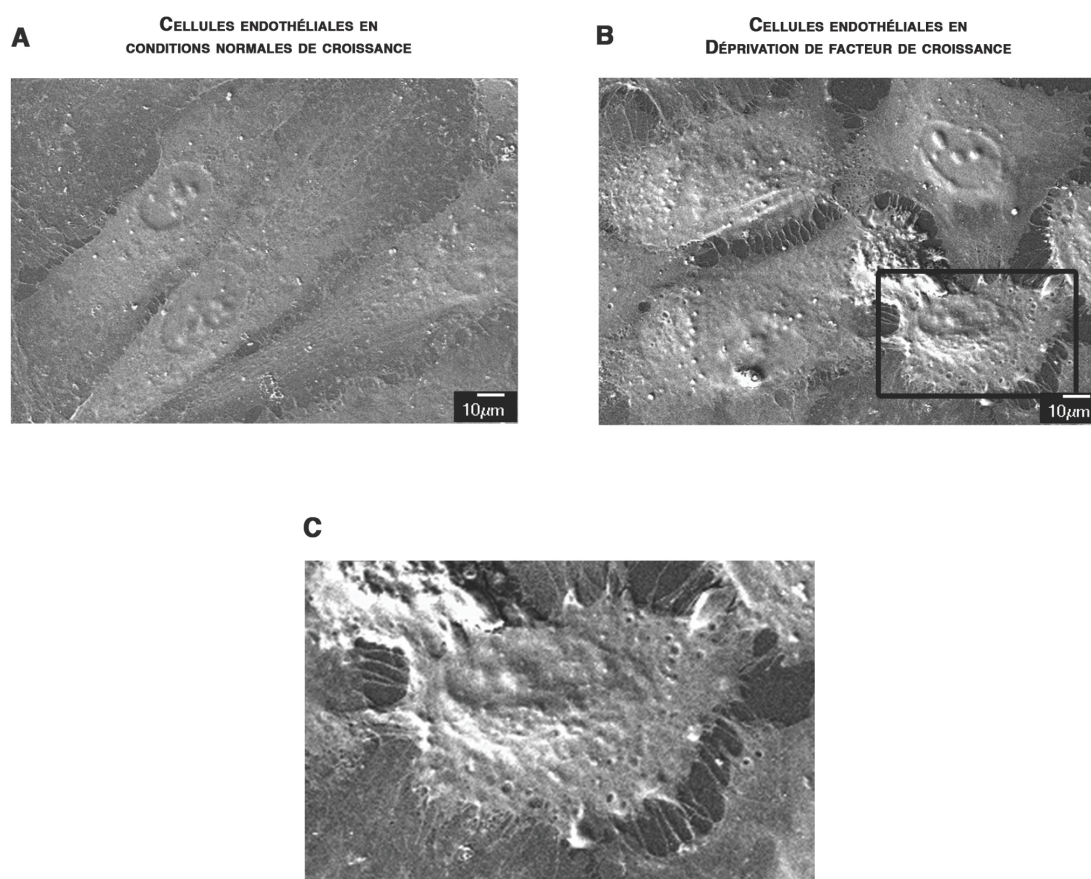 A
CELLULES ENDOTHÉLIALES EN
CONDITIONS NORMALES DE CROISSANCE
B
CELLULES ENDOTHÉLIALES EN
DÉPRIVATION DE FACTEUR DE CROISSANCE
10µm
10µm
C